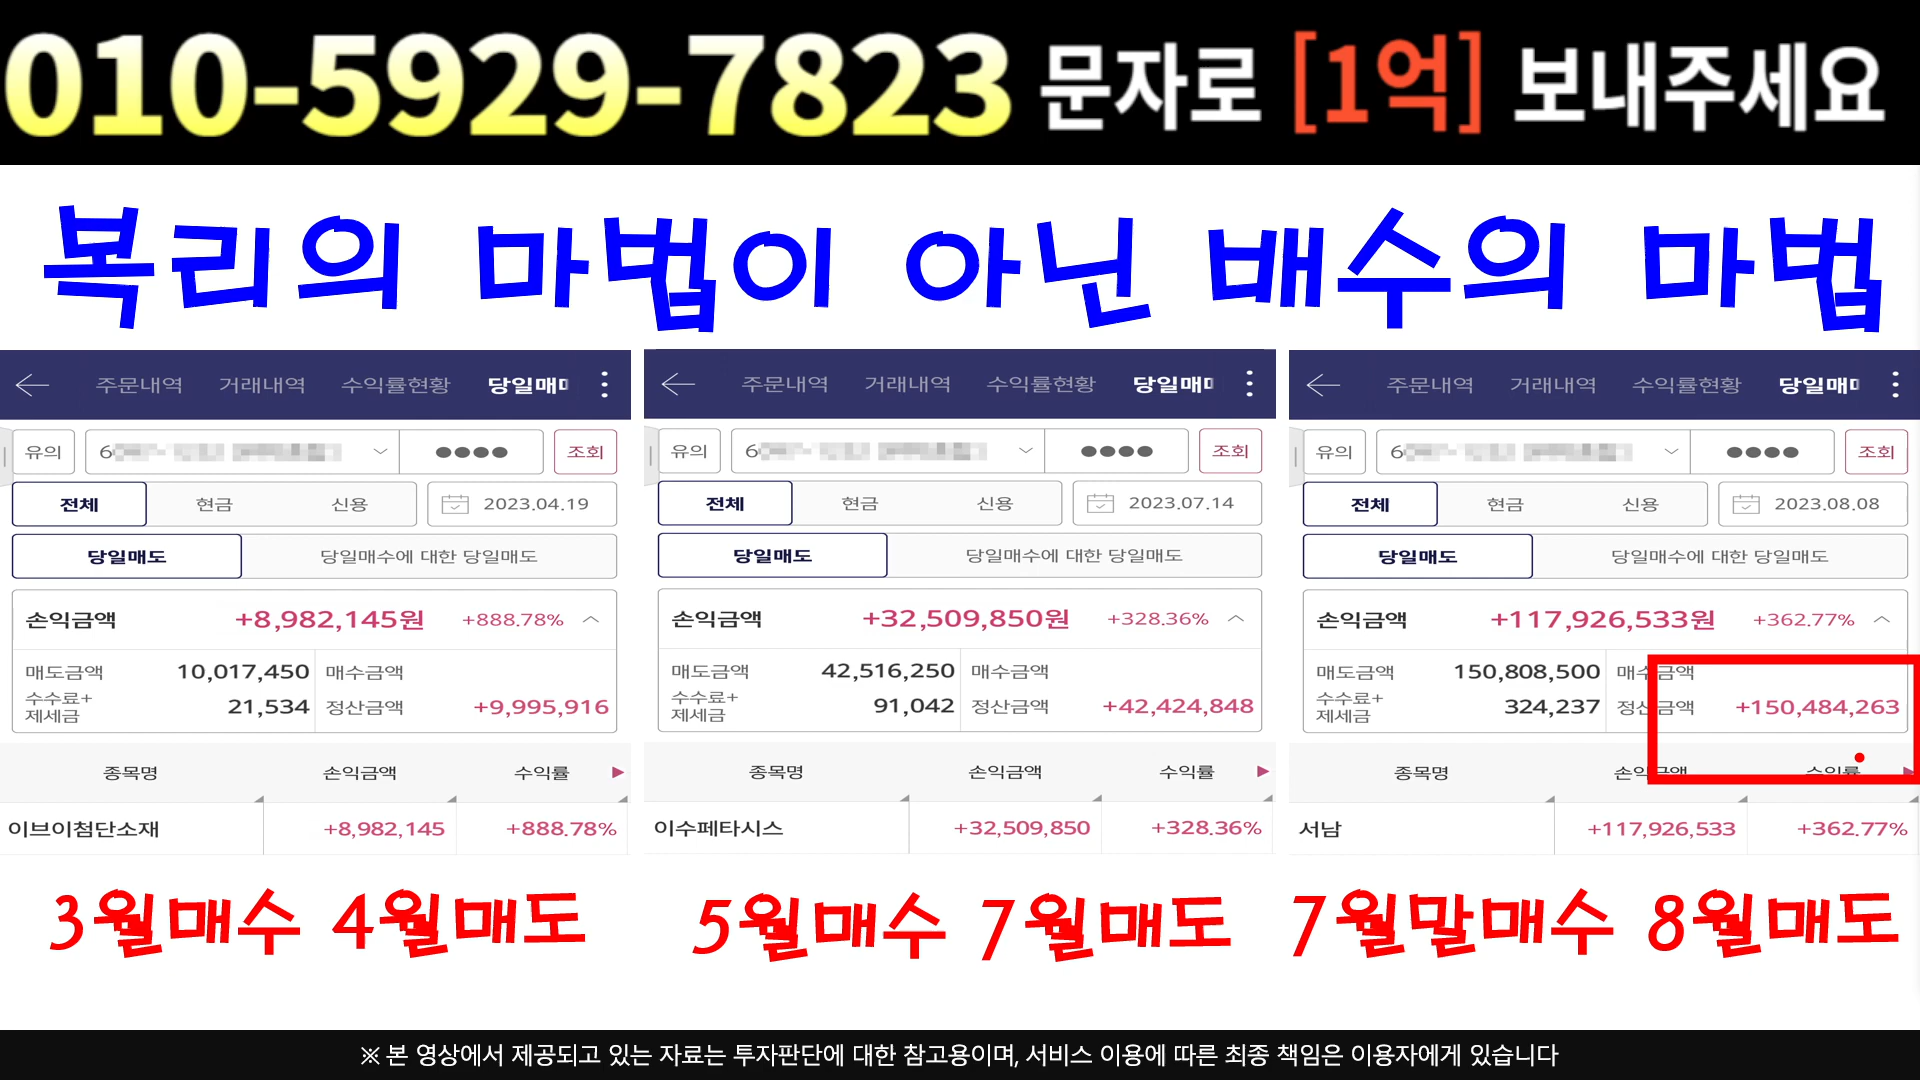 010-5929-7823 문자로 [1억] 보내주세요
복리의 마법이 아닌 배수의 마법
주문내역 거래내역 수익률현황 당일매
유의 6 ●●●● 조회
전체 현금 신용 2023.04.19
당일매도 당일매수에 대한 당일매도
손익금액 +8,982,145원 +888.78%
매도금액 10,017,450 매수금액
수수료+
제세금 21,534 정산금액 +9,995,916
종목명 손익금액 수익률
이브이첨단소재 +8,982,145 +888.78%
3월매수 4월매도
주문내역 거래내역 수익률현황 당일매
유의 6 ●●●● 조회
전체 현금 신용 2023.07.14
당일매도 당일매수에 대한 당일매도
손익금액 +32,509,850원 +328.36%
매도금액 42,516,250 매수금액
수수료+
제세금 91,042 정산금액 +42,424,848
종목명 손익금액 수익률
이수페타시스 +32,509,850 +328.36%
5월매수 7월매도
주문내역 거래내역 수익률현황 당일매
유의 6 ●●●● 조회
전체 현금 신용 2023.08.08
당일매도 당일매수에 대한 당일매도
손익금액 +117,926,533원 +362.77%
매도금액 150,808,500 매수금액
수수료+
제세금 324,237 정산금액 +150,484,263
종목명 손익금액 수익률
서남 +117,926,533 +362.77%
7월말매수 8월매도
※ 본 영상에서 제공되고 있는 자료는 투자판단에 대한 참고용이며, 서비스 이용에 따른 최종 책임은 이용자에게 있습니다